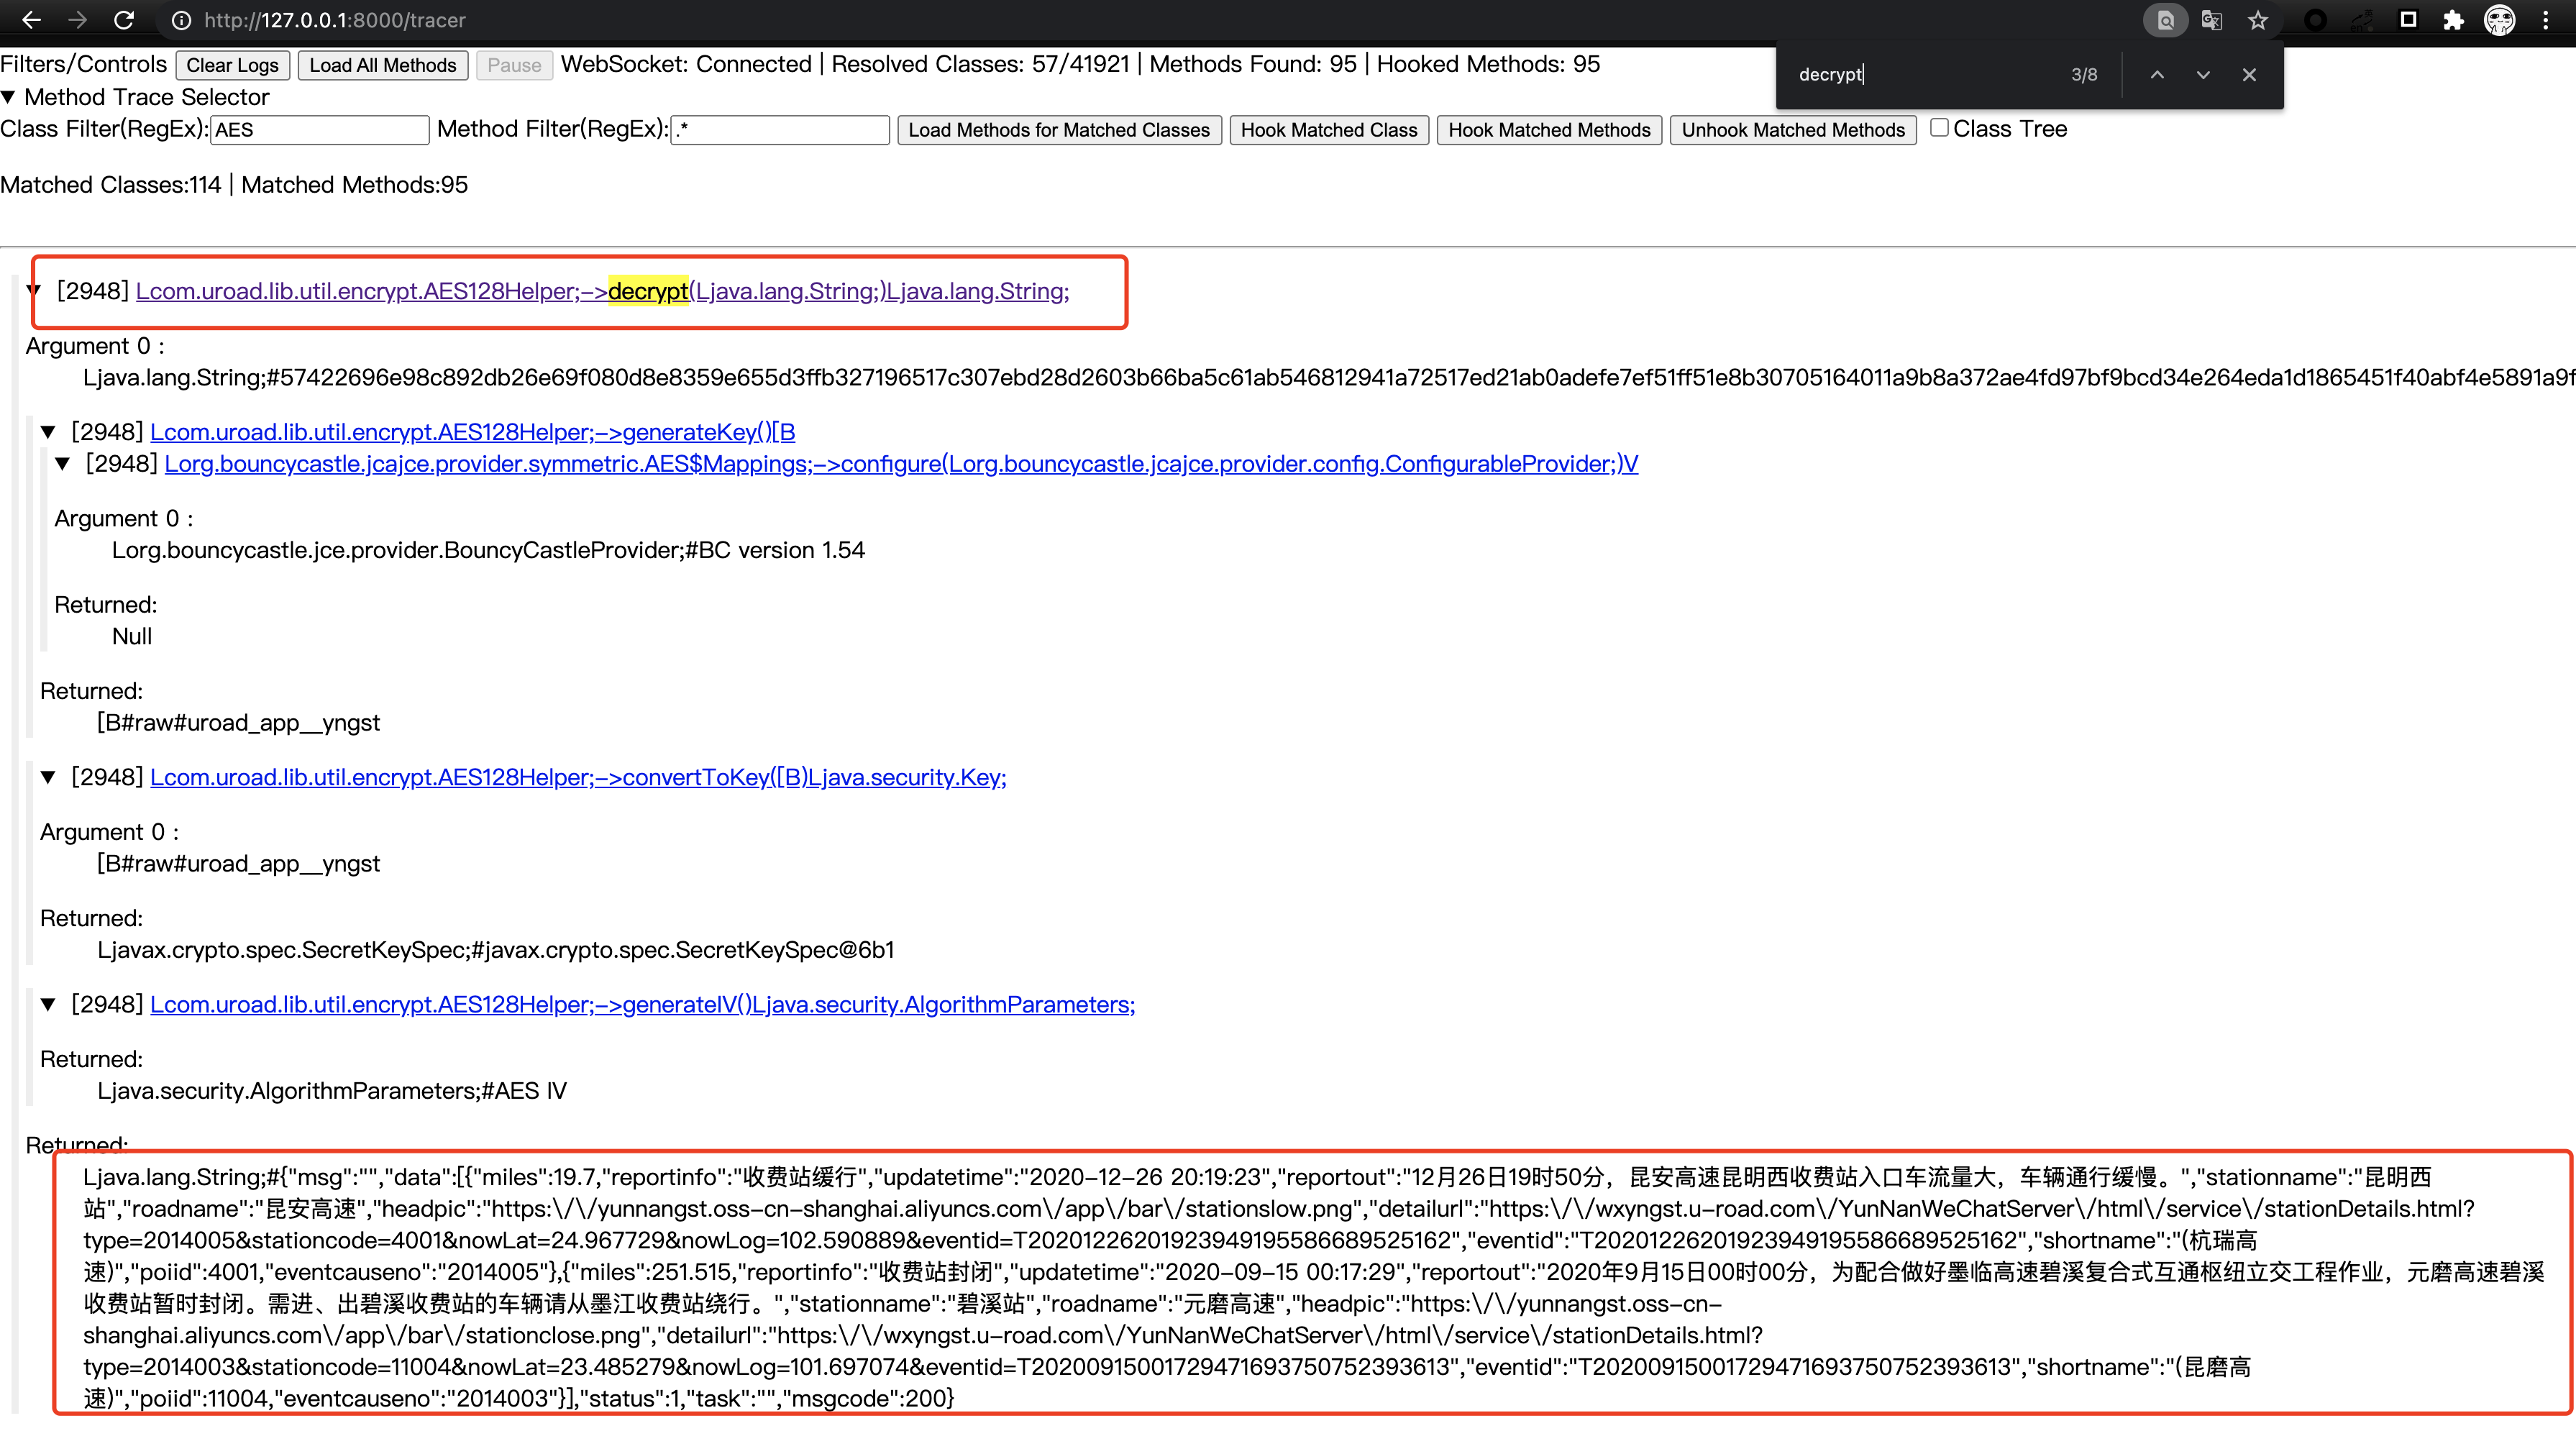 http://127.0.0.1:8000/tracer
decrypt 3/8
Filters/Controls Clear Logs Load All Methods Pause WebSocket: Connected | Resolved Classes: 57/41921 | Methods Found: 95 | Hooked Methods: 95
▼ Method Trace Selector
Class Filter(RegEx): AES Method Filter(RegEx): .* Load Methods for Matched Classes Hook Matched Class Hook Matched Methods Unhook Matched Methods Class Tree
Matched Classes:114 | Matched Methods:95
▼ [2948] Lcom.uroad.lib.util.encrypt.AES128Helper;->decrypt(Ljava.lang.String;)Ljava.lang.String;
Argument 0 :
Ljava.lang.String;#57422696e98c892db26e69f080d8e8359e655d3ffb327196517c307ebd28d2603b66ba5c61ab546812941a72517ed21ab0adefe7ef51ff51e8b30705164011a9b8a372ae4fd97bf9bcd34e264eda1d1865451f40abf4e5891a9f
▼ [2948] Lcom.uroad.lib.util.encrypt.AES128Helper;->generateKey()[B
▼ [2948] Lorg.bouncycastle.jcajce.provider.symmetric.AES$Mappings;->configure(Lorg.bouncycastle.jcajce.provider.config.ConfigurableProvider;)V
Argument 0 :
Lorg.bouncycastle.jce.provider.BouncyCastleProvider;#BC version 1.54
Returned:
Null
Returned:
[B#raw#uroad_app__yngst
▼ [2948] Lcom.uroad.lib.util.encrypt.AES128Helper;->convertToKey([B)Ljava.security.Key;
Argument 0 :
[B#raw#uroad_app__yngst
Returned:
Ljavax.crypto.spec.SecretKeySpec;#javax.crypto.spec.SecretKeySpec@6b1
▼ [2948] Lcom.uroad.lib.util.encrypt.AES128Helper;->generateIV()Ljava.security.AlgorithmParameters;
Returned:
Ljava.security.AlgorithmParameters;#AES IV
Returned:
Ljava.lang.String;#{"msg":"","data":[{"miles":19.7,"reportinfo":"收费站缓行","updatetime":"2020-12-26 20:19:23","reportout":"12月26日19时50分，昆安高速昆明西收费站入口车流量大，车辆通行缓慢。","stationname":"昆明西
站","roadname":"昆安高速","headpic":"https:\/\/yunnangst.oss-cn-shanghai.aliyuncs.com\/app\/bar\/stationslow.png","detailurl":"https:\/\/wxyngst.u-road.com\/YunNanWeChatServer\/html\/service\/stationDetails.html?
type=2014005&stationcode=4001&nowLat=24.967729&nowLog=102.590889&eventid=T20201226201923949195586689525162","eventid":"T20201226201923949195586689525162","shortname":"(杭瑞高
速)","poiid":4001,"eventcauseno":"2014005"},{"miles":251.515,"reportinfo":"收费站封闭","updatetime":"2020-09-15 00:17:29","reportout":"2020年9月15日00时00分，为配合做好墨临高速碧溪复合式互通枢纽立交工程作业，元磨高速碧溪
收费站暂时封闭。需进、出碧溪收费站的车辆请从墨江收费站绕行。","stationname":"碧溪站","roadname":"元磨高速","headpic":"https:\/\/yunnangst.oss-cn-
shanghai.aliyuncs.com\/app\/bar\/stationclose.png","detailurl":"https:\/\/wxyngst.u-road.com\/YunNanWeChatServer\/html\/service\/stationDetails.html?
type=2014003&stationcode=11004&nowLat=23.485279&nowLog=101.697074&eventid=T20200915001729471693750752393613","eventid":"T20200915001729471693750752393613","shortname":"(昆磨高
速)","poiid":11004,"eventcauseno":"2014003"}],"status":1,"task":"","msgcode":200}